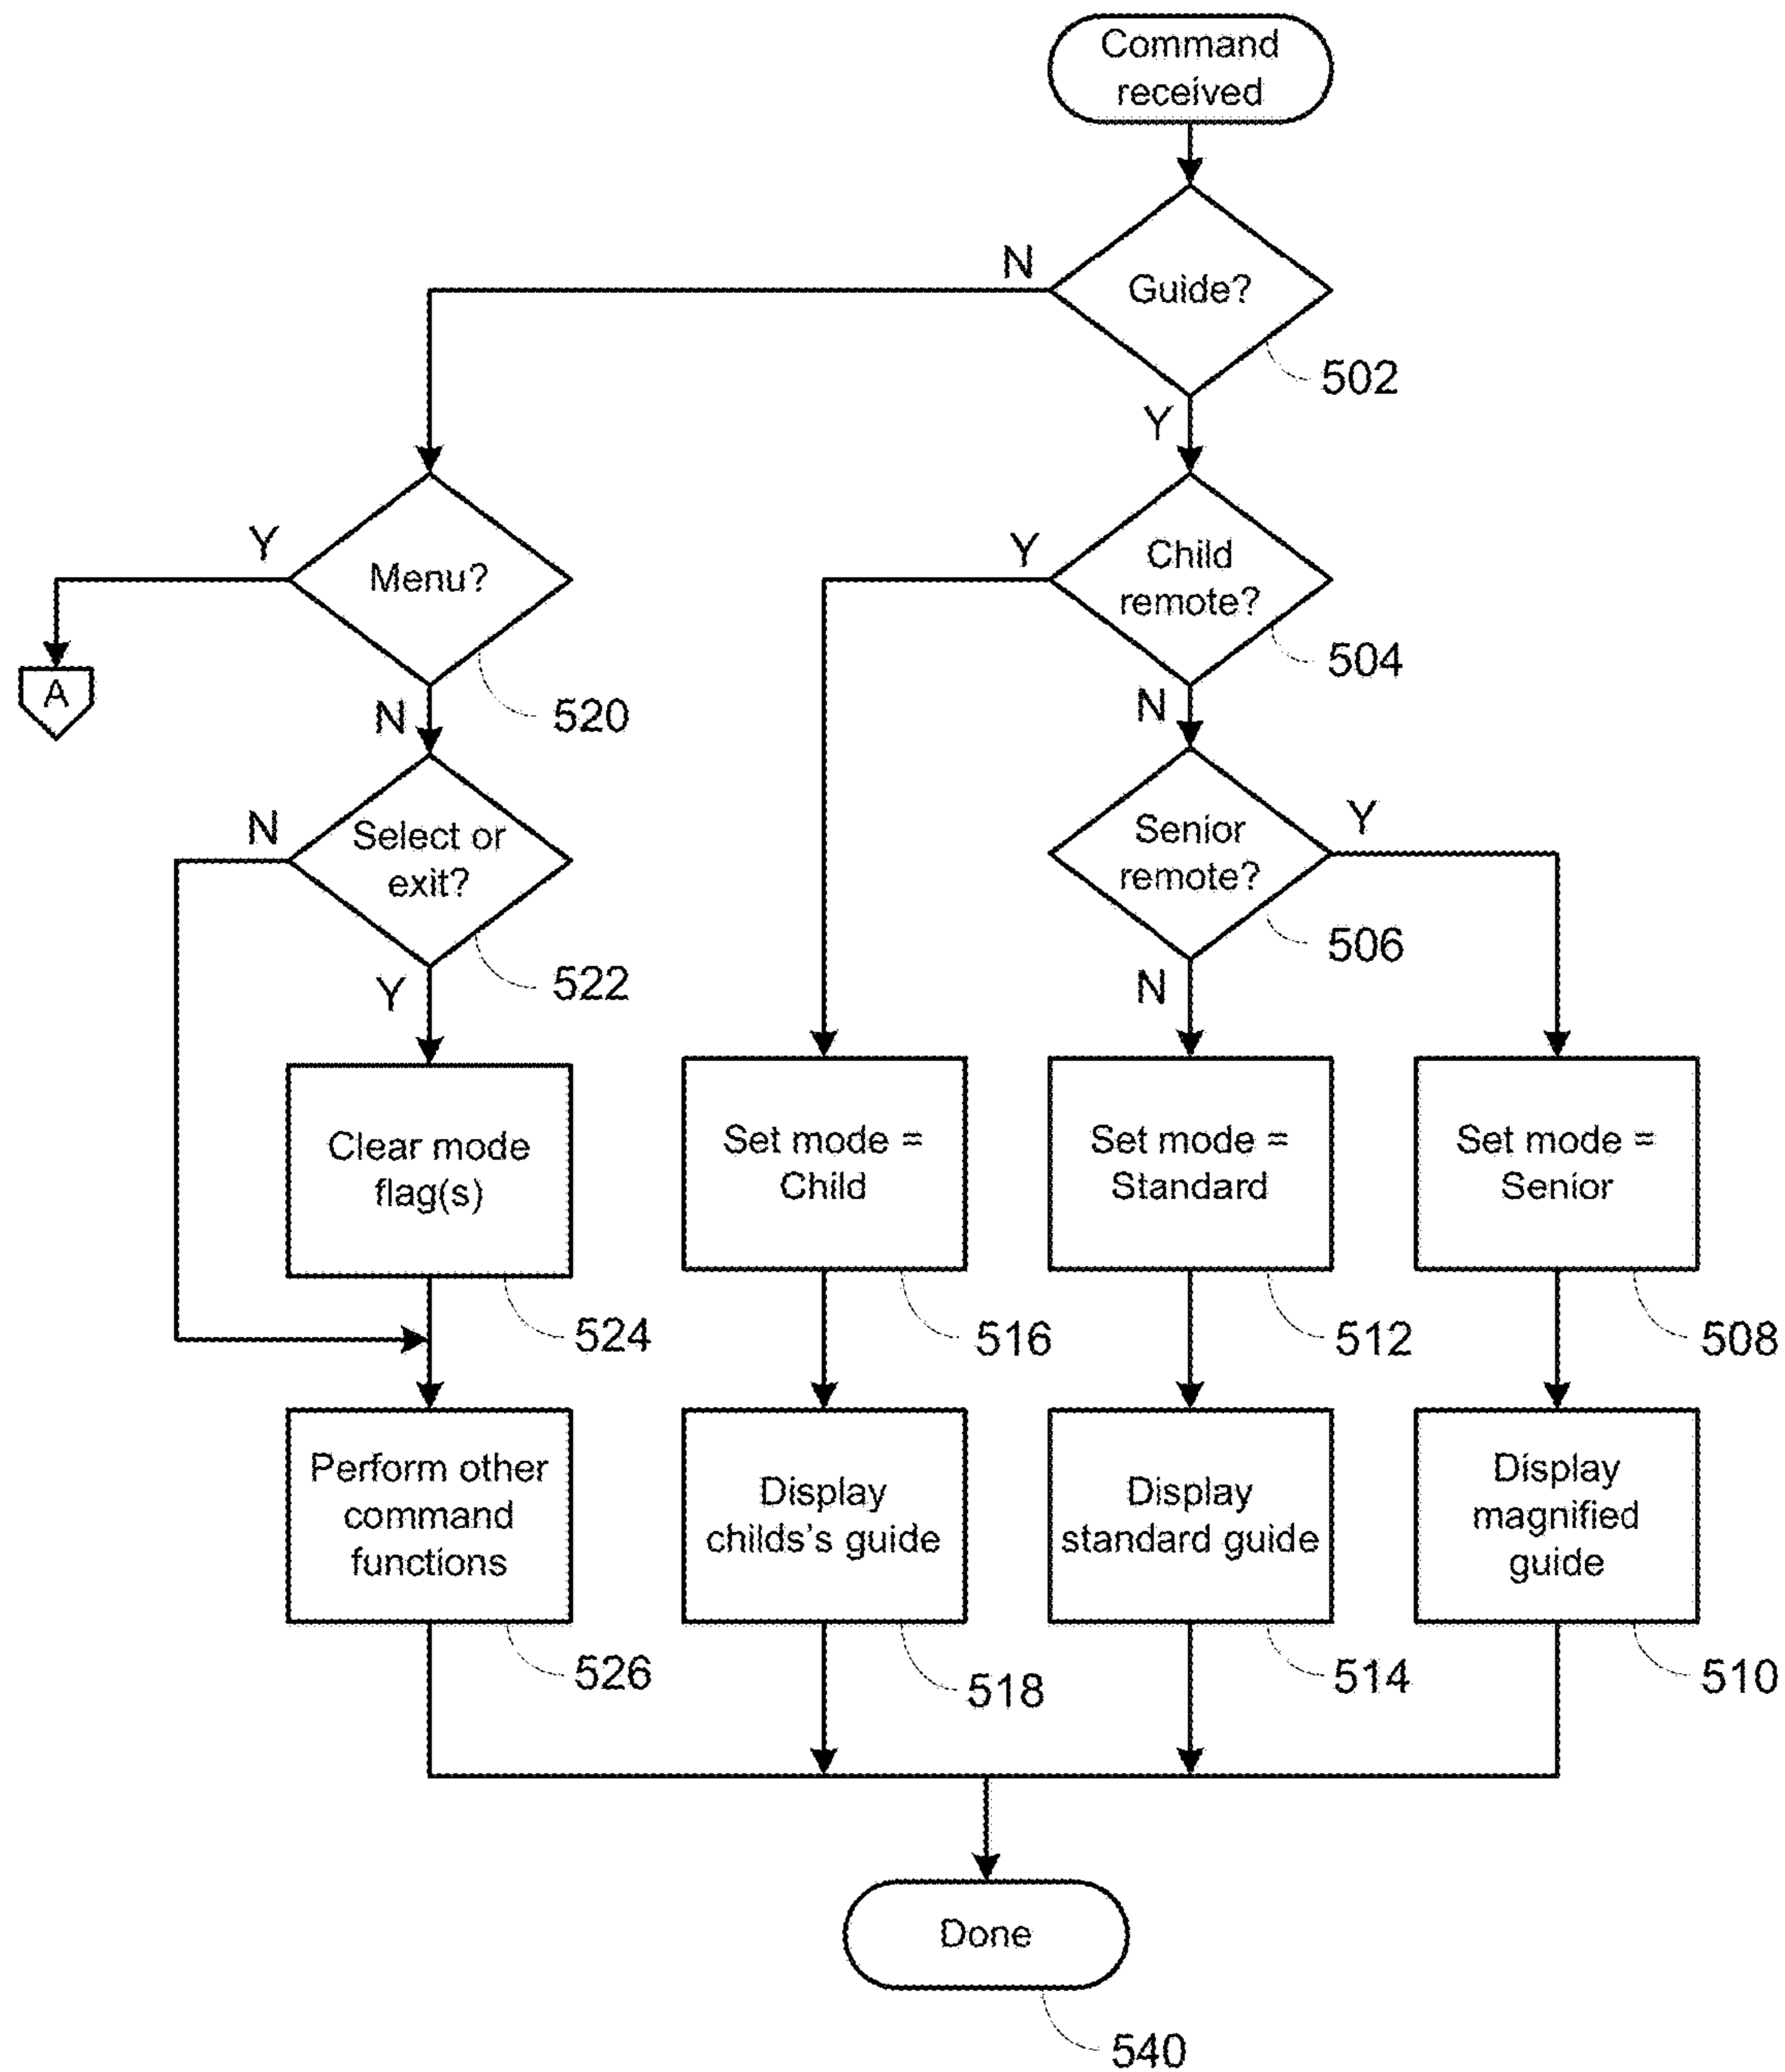 Command
received
N
Guide?
502
Y
Y
Menu?
Y
Child
remote?
504
A
N
520
N
N
Select or
exit?
Senior
remote?
Y
506
522
Y
N
Clear mode
flag(s)
Set mode =
Child
Set mode =
Standard
Set mode =
Senior
524
516
512
508
Perform other
command
functions
Display
childs's guide
Display
standard guide
Display
magnified
guide
526
518
514
510
Done
540